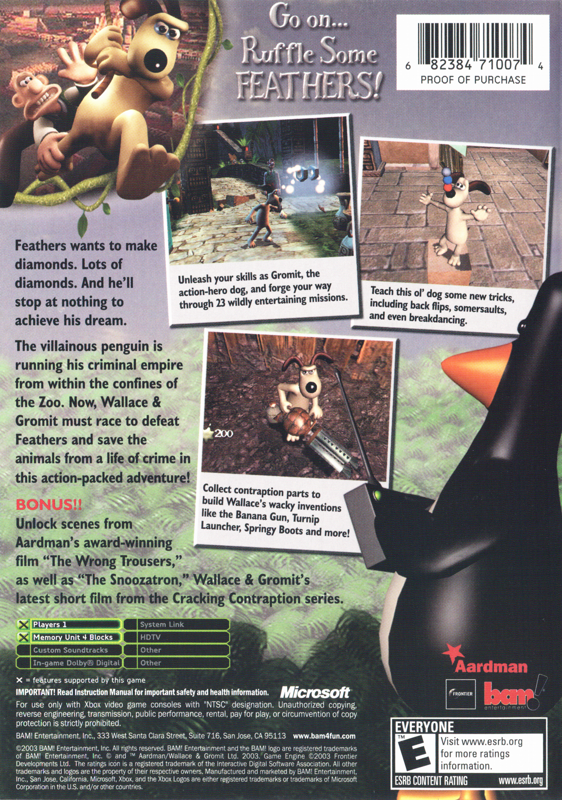 Go on...
Ruffle Some
FEATHERS!
6 82384 71007 4
PROOF OF PURCHASE
Feathers wants to make
diamonds. Lots of
diamonds. And he'll
stop at nothing to
achieve his dream.
The villainous penguin is
running his criminal empire
from within the confines of
the Zoo. Now, Wallace &
Gromit must race to defeat
Feathers and save the
animals from a life of crime in
this action-packed adventure!
BONUS!!
Unlock scenes from
Aardman's award-winning
film "The Wrong Trousers,"
as well as "The Snoozatron," Wallace & Gromit's
latest short film from the Cracking Contraption series.
Unleash your skills as Gromit, the
action-hero dog, and forge your way
through 23 wildly entertaining missions.
Teach this ol' dog some new tricks,
including back flips, somersaults,
and even breakdancing.
200
Collect contraption parts to
build Wallace's wacky inventions
like the Banana Gun, Turnip
Launcher, Springy Boots and more!
X Players 1
System Link
X Memory Unit 4 Blocks
HDTV
Custom Soundtracks
Other
In-game Dolby® Digital
Other
X = features supported by this game
IMPORTANT! Read Instruction Manual for important safety and health information.
Microsoft
For use only with Xbox video game consoles with "NTSC" designation. Unauthorized copying,
reverse engineering, transmission, public performance, rental, pay for play, or circumvention of copy
protection is strictly prohibited.
BAM! Entertainment, Inc., 333 West Santa Clara Street, Suite 716, San Jose, CA 95113 www.bam4fun.com
©2003 BAM! Entertainment, Inc. All rights reserved. BAM! Entertainment and the BAM! logo are registered trademarks
of BAM! Entertainment, Inc. © and ™ Aardman/Wallace & Gromit Ltd. 2003. Game Engine ©2003 Frontier
Developments Ltd. The ratings icon is a registered trademark of the Interactive Digital Software Association. All other
trademarks and logos are the property of their respective owners. Manufactured and marketed by BAM! Entertainment,
Inc., San Jose, California. Microsoft, Xbox, and the Xbox Logos are either registered trademarks or trademarks of Microsoft
Corporation in the U.S. and/or other countries.
Aardman
FRONTIER
bam!
entertainment
EVERYONE
E
Visit www.esrb.org
for more ratings
information.
ESRB CONTENT RATING www.esrb.org